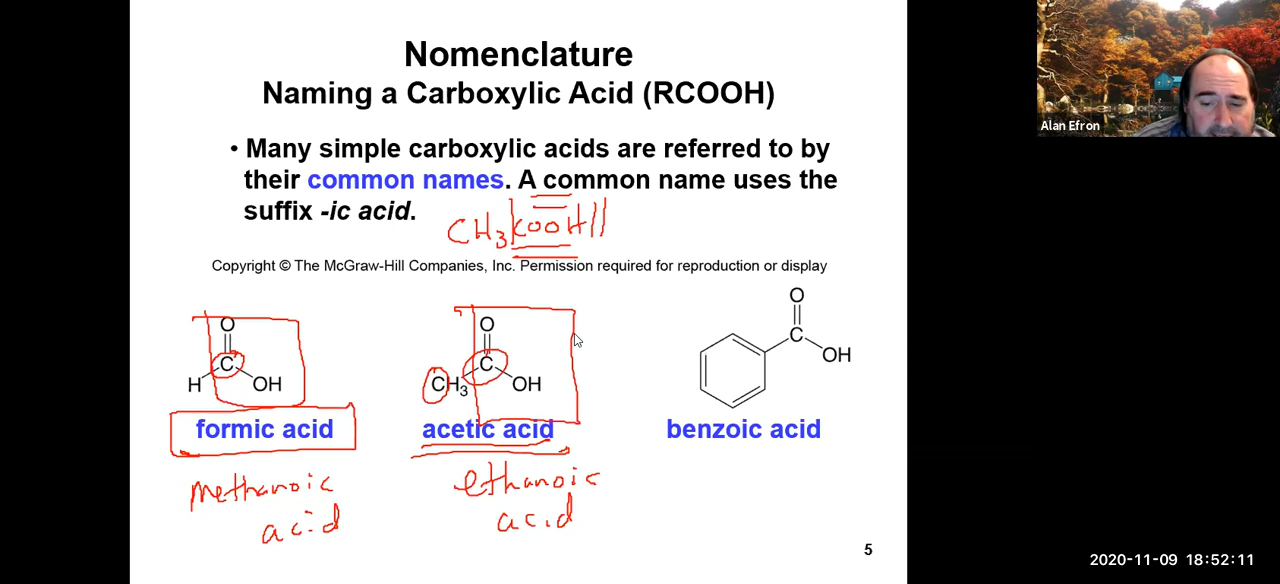 Nomenclature
Naming a Carboxylic Acid (RCOOH)
• Many simple carboxylic acids are referred to by
their common names. A common name uses the
suffix -ic acid.
CH3COOH
Copyright © The McGraw-Hill Companies, Inc. Permission required for reproduction or display
O
C
H OH
formic acid
methanoic
acid
O
C
CH3 OH
acetic acid
ethanoic
acid
O
C
OH
benzoic acid
5
Alan Efron
2020-11-09 18:52:11